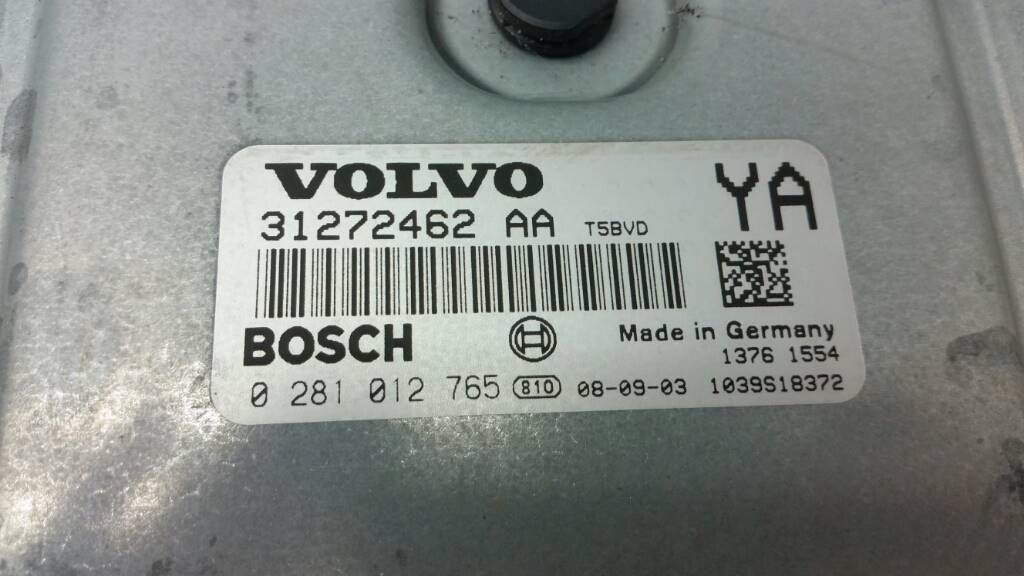 VOLVO
31272462 AA T5BVD
YA
BOSCH
Made in Germany
1376 1554
0 281 012 765 810 08-09-03 1039S18372